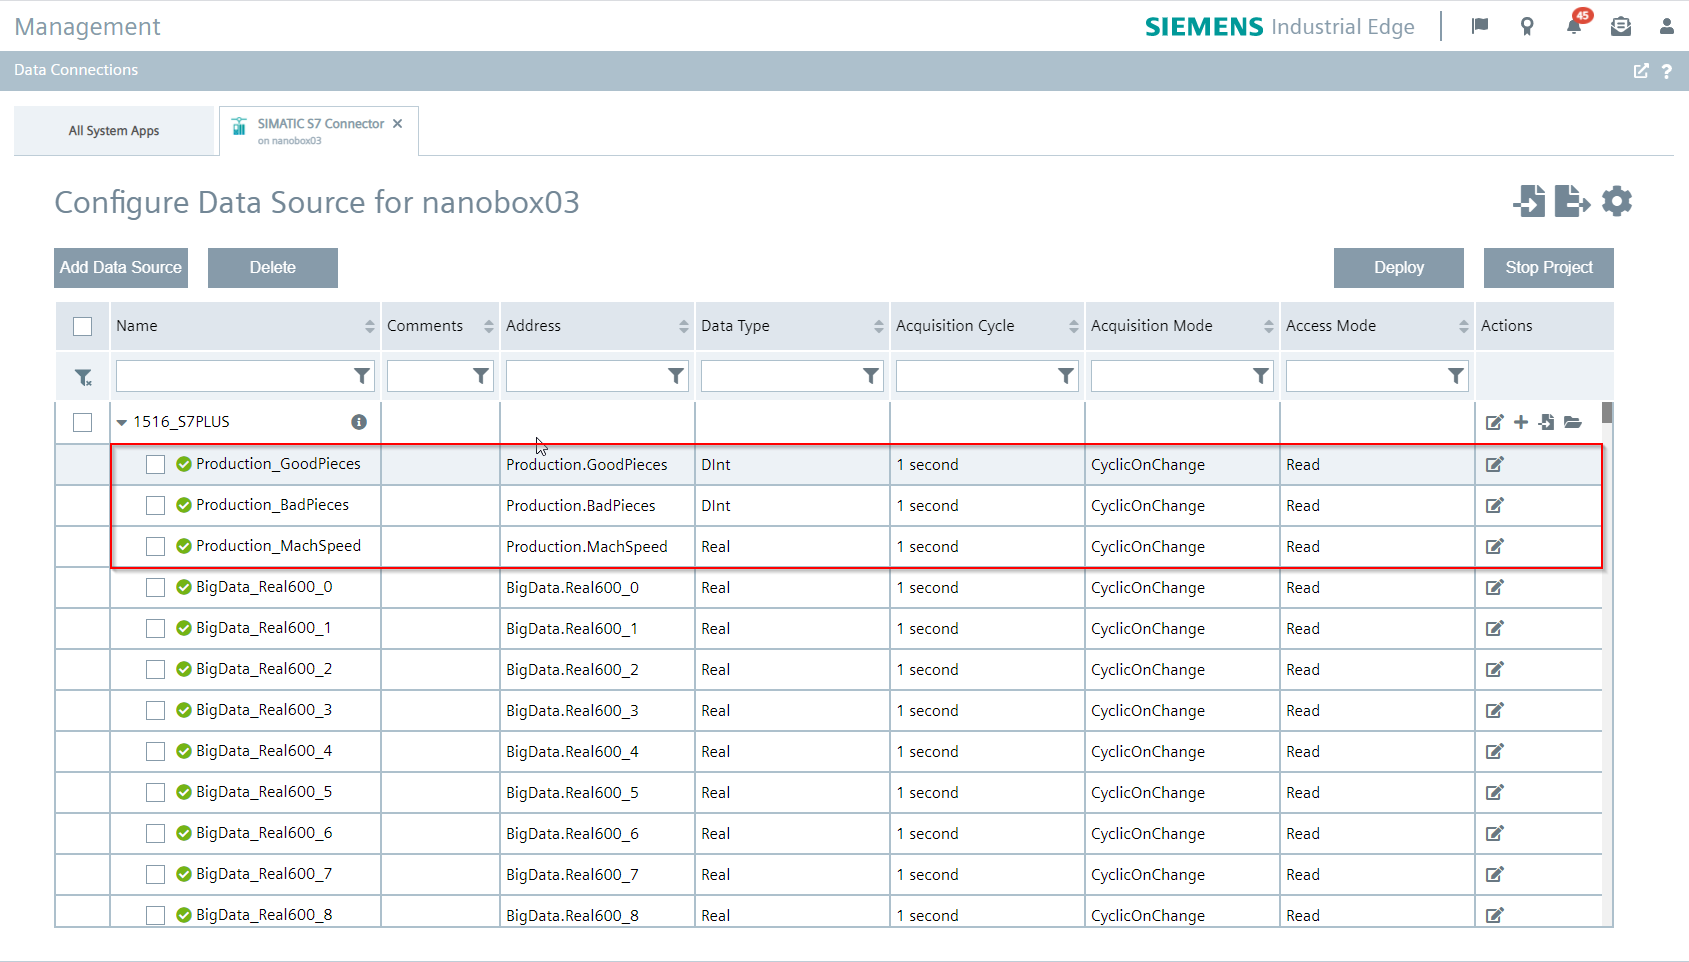 Management
SIEMENS Industrial Edge
45
Data Connections
?
All System Apps
SIMATIC S7 Connector
on nanobox03
Configure Data Source for nanobox03
Add Data Source Delete Deploy Stop Project
Name Comments Address Data Type Acquisition Cycle Acquisition Mode Access Mode Actions
1516_S7PLUS
Production_GoodPieces Production.GoodPieces DInt 1 second CyclicOnChange Read
Production_BadPieces Production.BadPieces DInt 1 second CyclicOnChange Read
Production_MachSpeed Production.MachSpeed Real 1 second CyclicOnChange Read
BigData_Real600_0 BigData.Real600_0 Real 1 second CyclicOnChange Read
BigData_Real600_1 BigData.Real600_1 Real 1 second CyclicOnChange Read
BigData_Real600_2 BigData.Real600_2 Real 1 second CyclicOnChange Read
BigData_Real600_3 BigData.Real600_3 Real 1 second CyclicOnChange Read
BigData_Real600_4 BigData.Real600_4 Real 1 second CyclicOnChange Read
BigData_Real600_5 BigData.Real600_5 Real 1 second CyclicOnChange Read
BigData_Real600_6 BigData.Real600_6 Real 1 second CyclicOnChange Read
BigData_Real600_7 BigData.Real600_7 Real 1 second CyclicOnChange Read
BigData_Real600_8 BigData.Real600_8 Real 1 second CyclicOnChange Read